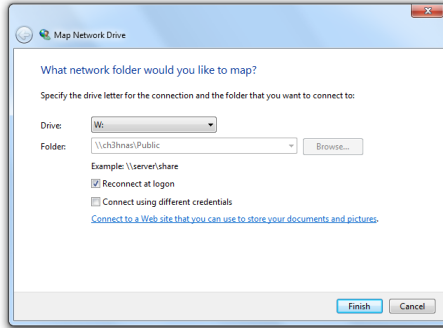 Map Network Drive
What network folder would you like to map?
Specify the drive letter for the connection and the folder that you want to connect to:
Drive: W:
Folder: \\ch3hnas\Public Browse...
Example: \\server\share
Reconnect at logon
Connect using different credentials
Connect to a Web site that you can use to store your documents and pictures.
Finish Cancel